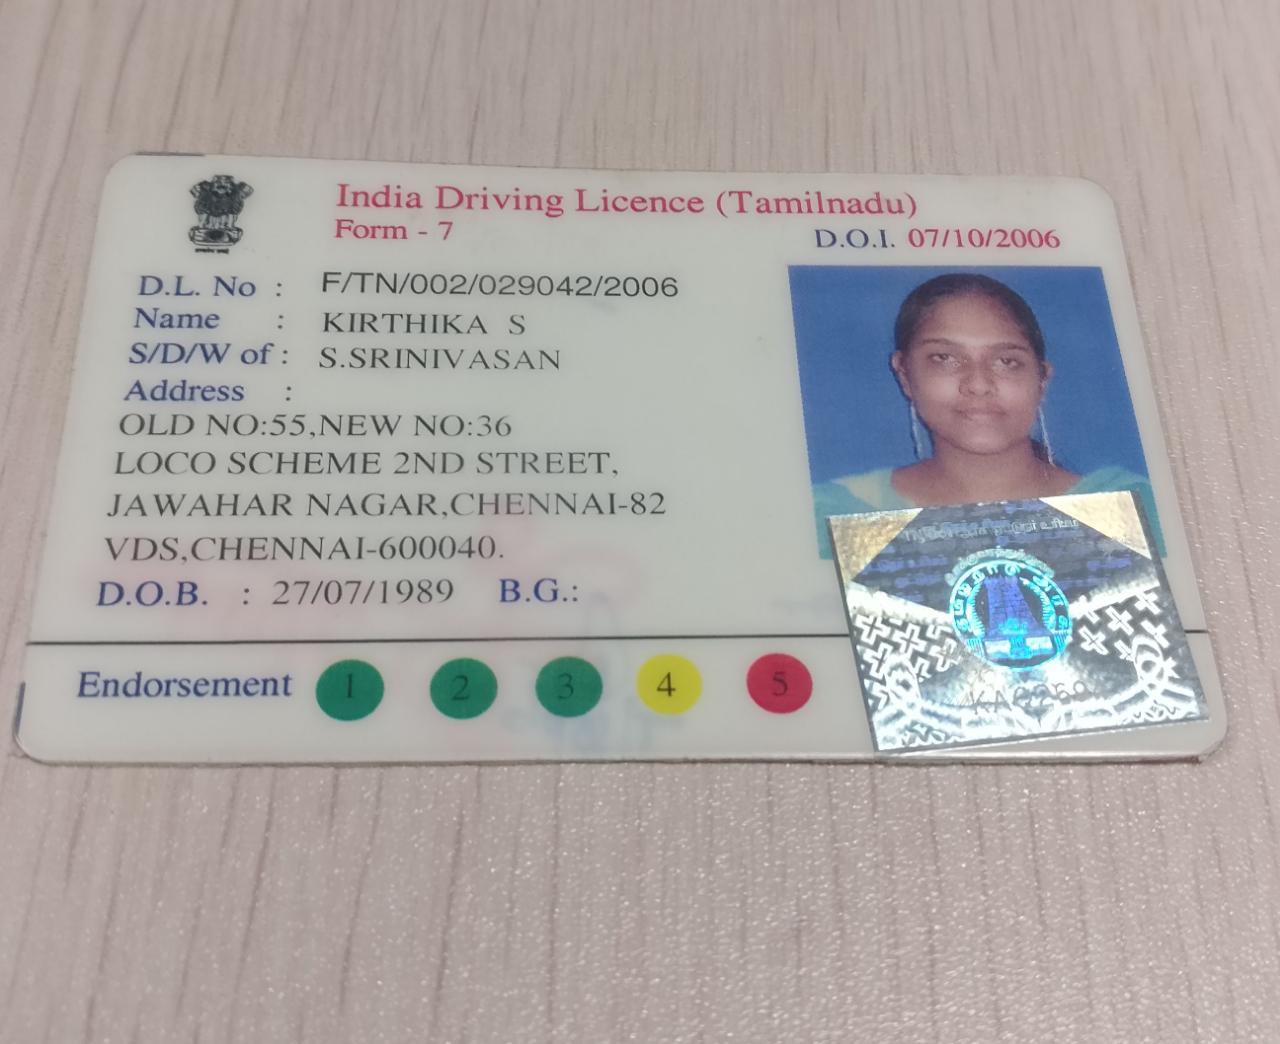 India Driving Licence (Tamilnadu)
Form - 7
D.O.I. 07/10/2006
D.L. No : F/TN/002/029042/2006
Name : KIRTHIKA S
S/D/W of : S.SRINIVASAN
Address :
OLD NO:55,NEW NO:36
LOCO SCHEME 2ND STREET,
JAWAHAR NAGAR,CHENNAI-82
VDS,CHENNAI-600040.
D.O.B. : 27/07/1989 B.G.:
Endorsement 1 2 3 4 5